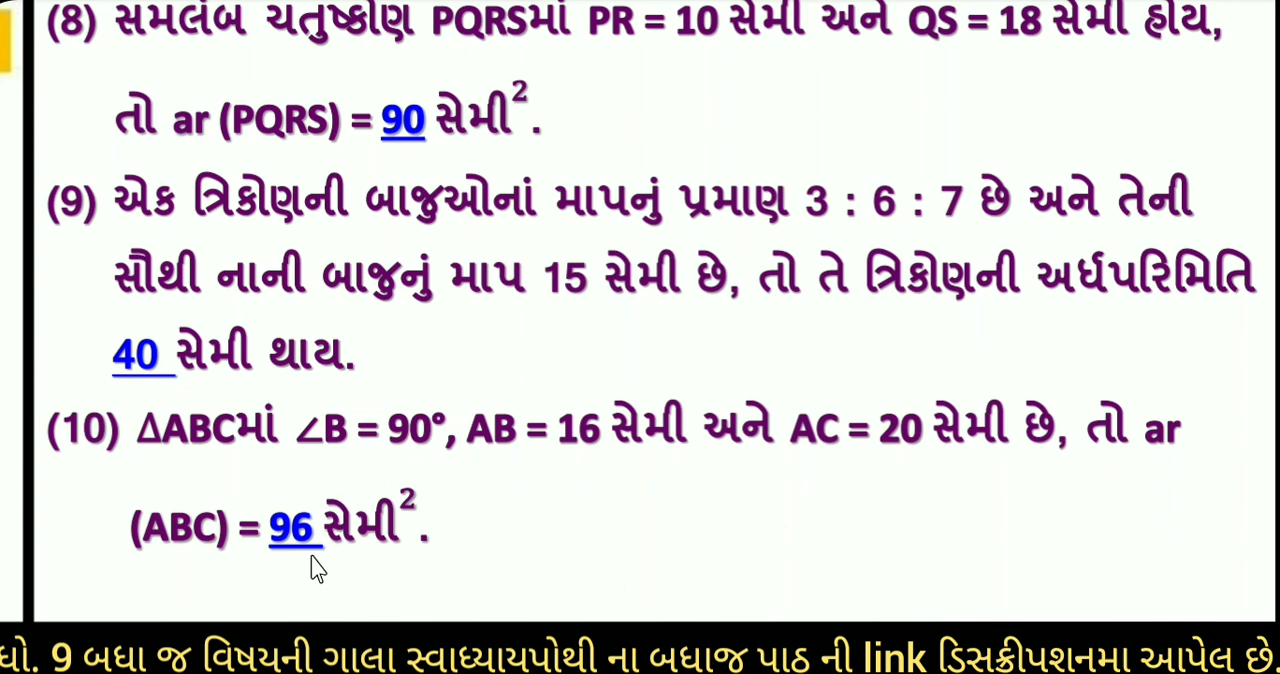 (8) સમલંબ ચતુષ્કોણ PQRSમાં PR = 10 સેમી અને QS = 18 સેમી હોય,
તો ar (PQRS) = 90 સેમી².
(9) એક ત્રિકોણની બાજુઓનાં માપનું પ્રમાણ 3 : 6 : 7 છે અને તેની
સૌથી નાની બાજુનું માપ 15 સેમી છે, તો તે ત્રિકોણની અર્ધપરિમિતિ
40 સેમી થાય.
(10) ΔABCમાં ∠B = 90°, AB = 16 સેમી અને AC = 20 સેમી છે, તો ar
(ABC) = 96 સેમી².
ધો. 9 બધા જ વિષયની ગાલા સ્વાધ્યાયપોથી ના બધાજ પાઠ ની link ડિસક્રીપશનમા આપેલ છે.